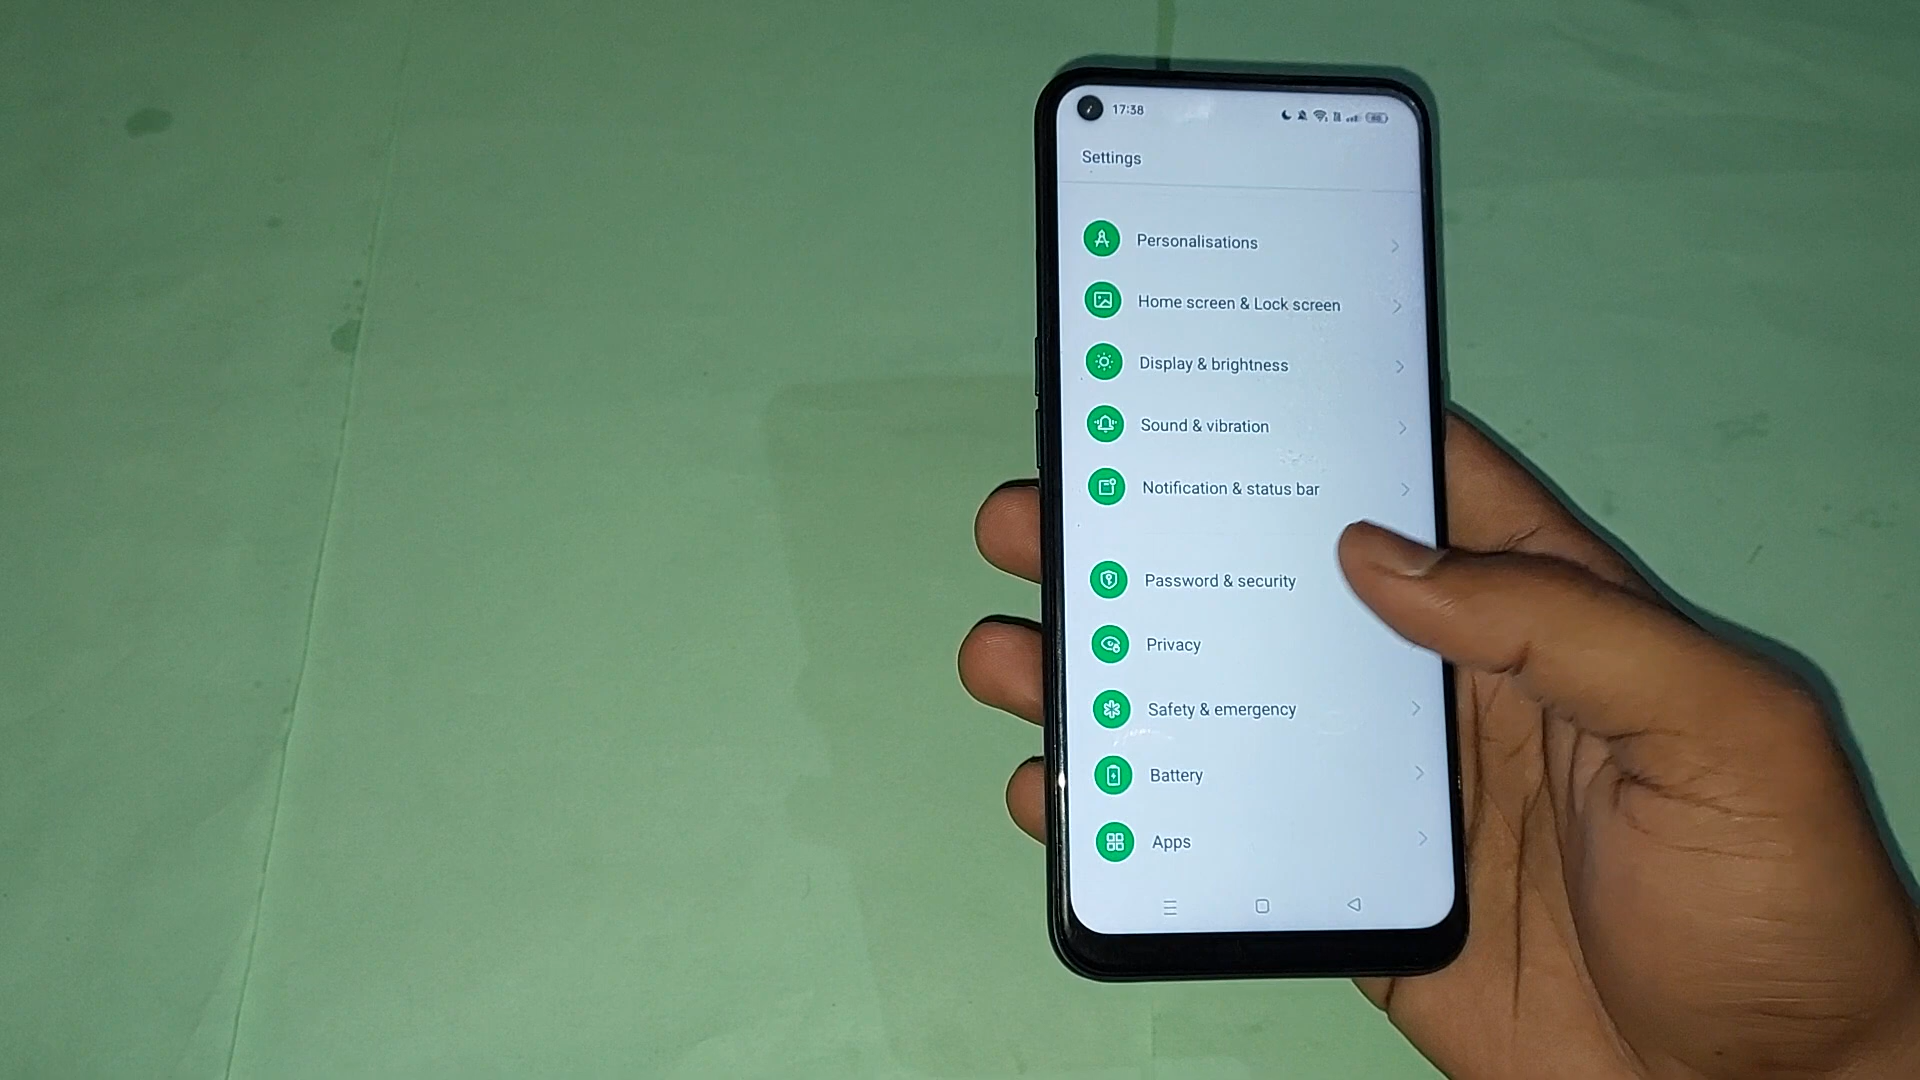 17:38
Settings
Personalisations
Home screen & Lock screen
Display & brightness
Sound & vibration
Notification & status bar
Password & security
Privacy
Safety & emergency
Battery
Apps